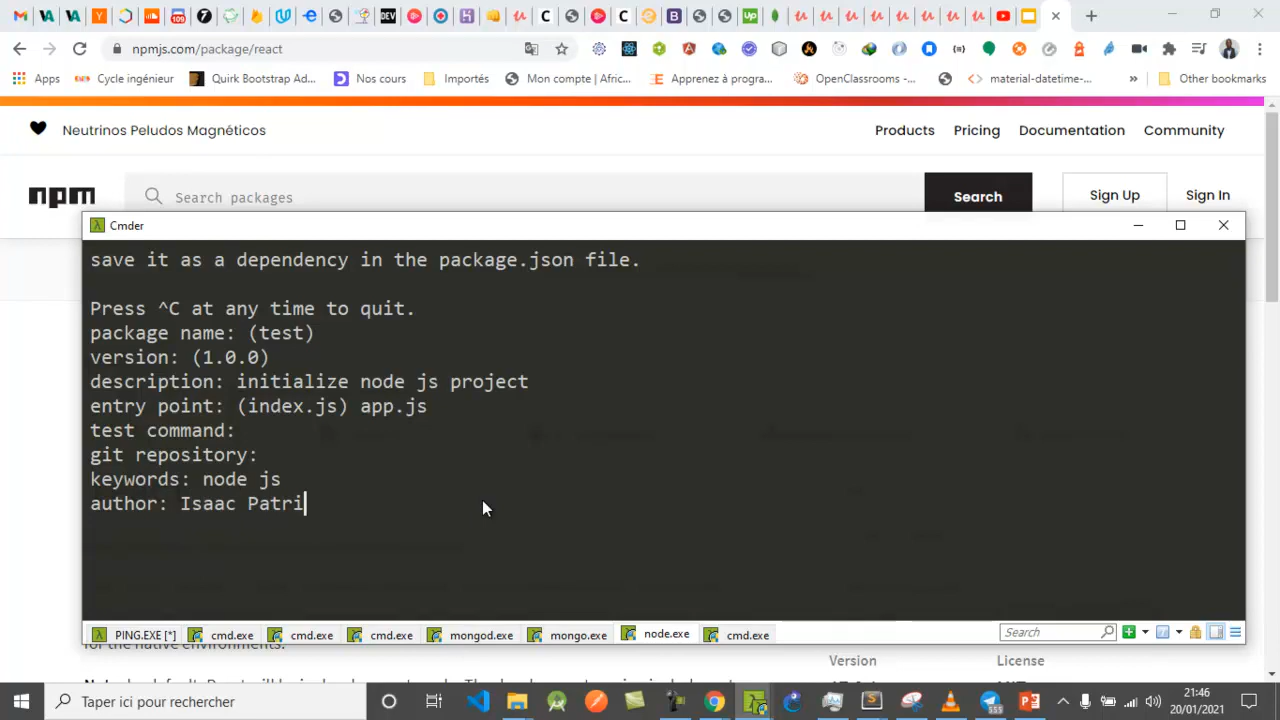 npmjs.com/package/react
Apps
Cycle ingénieur
Quirk Bootstrap Ad...
Nos cours
Importés
Mon compte | Afric...
Apprenez à progra...
OpenClassrooms -...
material-datetime-...
»
Other bookmarks
Neutrinos Peludos Magnéticos
Products
Pricing
Documentation
Community
npm
Search packages
Search
Sign Up
Sign In
Cmder
save it as a dependency in the package.json file.
Press ^C at any time to quit.
package name: (test)
version: (1.0.0)
description: initialize node js project
entry point: (index.js) app.js
test command:
git repository:
keywords: node js
author: Isaac Patri
PING.EXE [*]
cmd.exe
cmd.exe
cmd.exe
mongod.exe
mongo.exe
node.exe
cmd.exe
Search
for the native environments.
Version
License
Taper ici pour rechercher
21:46
20/01/2021